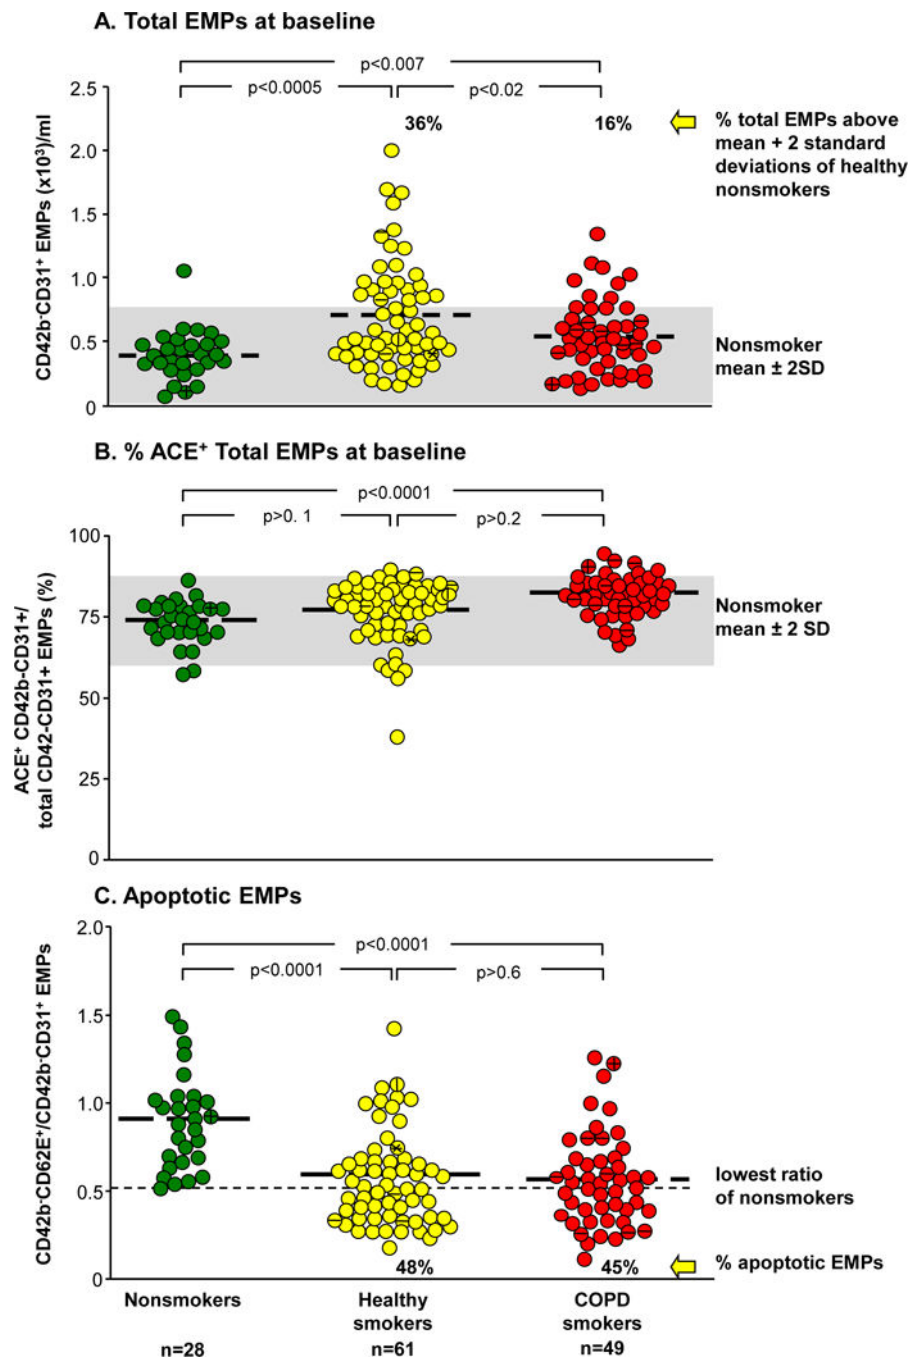 A. Total EMPs at baseline
p<0.007
p<0.0005
p<0.02
2.5
2.0
1.5
1.0
0.5
0
CD42b-CD31+ EMPs (x10³)/ml
36%
16%
% total EMPs above
mean + 2 standard
deviations of healthy
nonsmokers
Nonsmoker
mean ± 2SD
B. % ACE+ Total EMPs at baseline
p<0.0001
p>0. 1
p>0.2
100
75
50
25
0
ACE+ CD42b-CD31+/
total CD42-CD31+ EMPs (%)
Nonsmoker
mean ± 2 SD
C. Apoptotic EMPs
p<0.0001
p<0.0001
p>0.6
2.0
1.5
1.0
0.5
0
CD42b-CD62E+/CD42b-CD31+ EMPs
lowest ratio
of nonsmokers
48%
45%
% apoptotic EMPs
Nonsmokers
Healthy
smokers
COPD
smokers
n=28
n=61
n=49